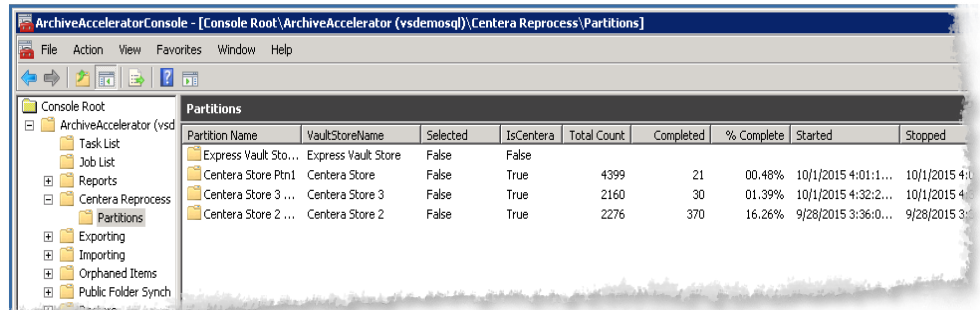 ArchiveAcceleratorConsole - [Console Root\ArchiveAccelerator (vsdemosql)\Centera Reprocess\Partitions]
File Action View Favorites Window Help
Console Root
ArchiveAccelerator (vsd
Task List
Job List
Reports
Centera Reprocess
Partitions
Exporting
Importing
Orphaned Items
Public Folder Synch
Partitions
Partition Name VaultStoreName Selected IsCentera Total Count Completed % Complete Started Stopped
Express Vault Sto... Express Vault Store False False
Centera Store Ptn1 Centera Store False True 4399 21 00.48% 10/1/2015 4:01:1... 10/1/2015 4:0
Centera Store 3 ... Centera Store 3 False True 2160 30 01.39% 10/1/2015 4:32:2... 10/1/2015 4:
Centera Store 2 ... Centera Store 2 False True 2276 370 16.26% 9/28/2015 3:36:0... 9/28/2015 3: